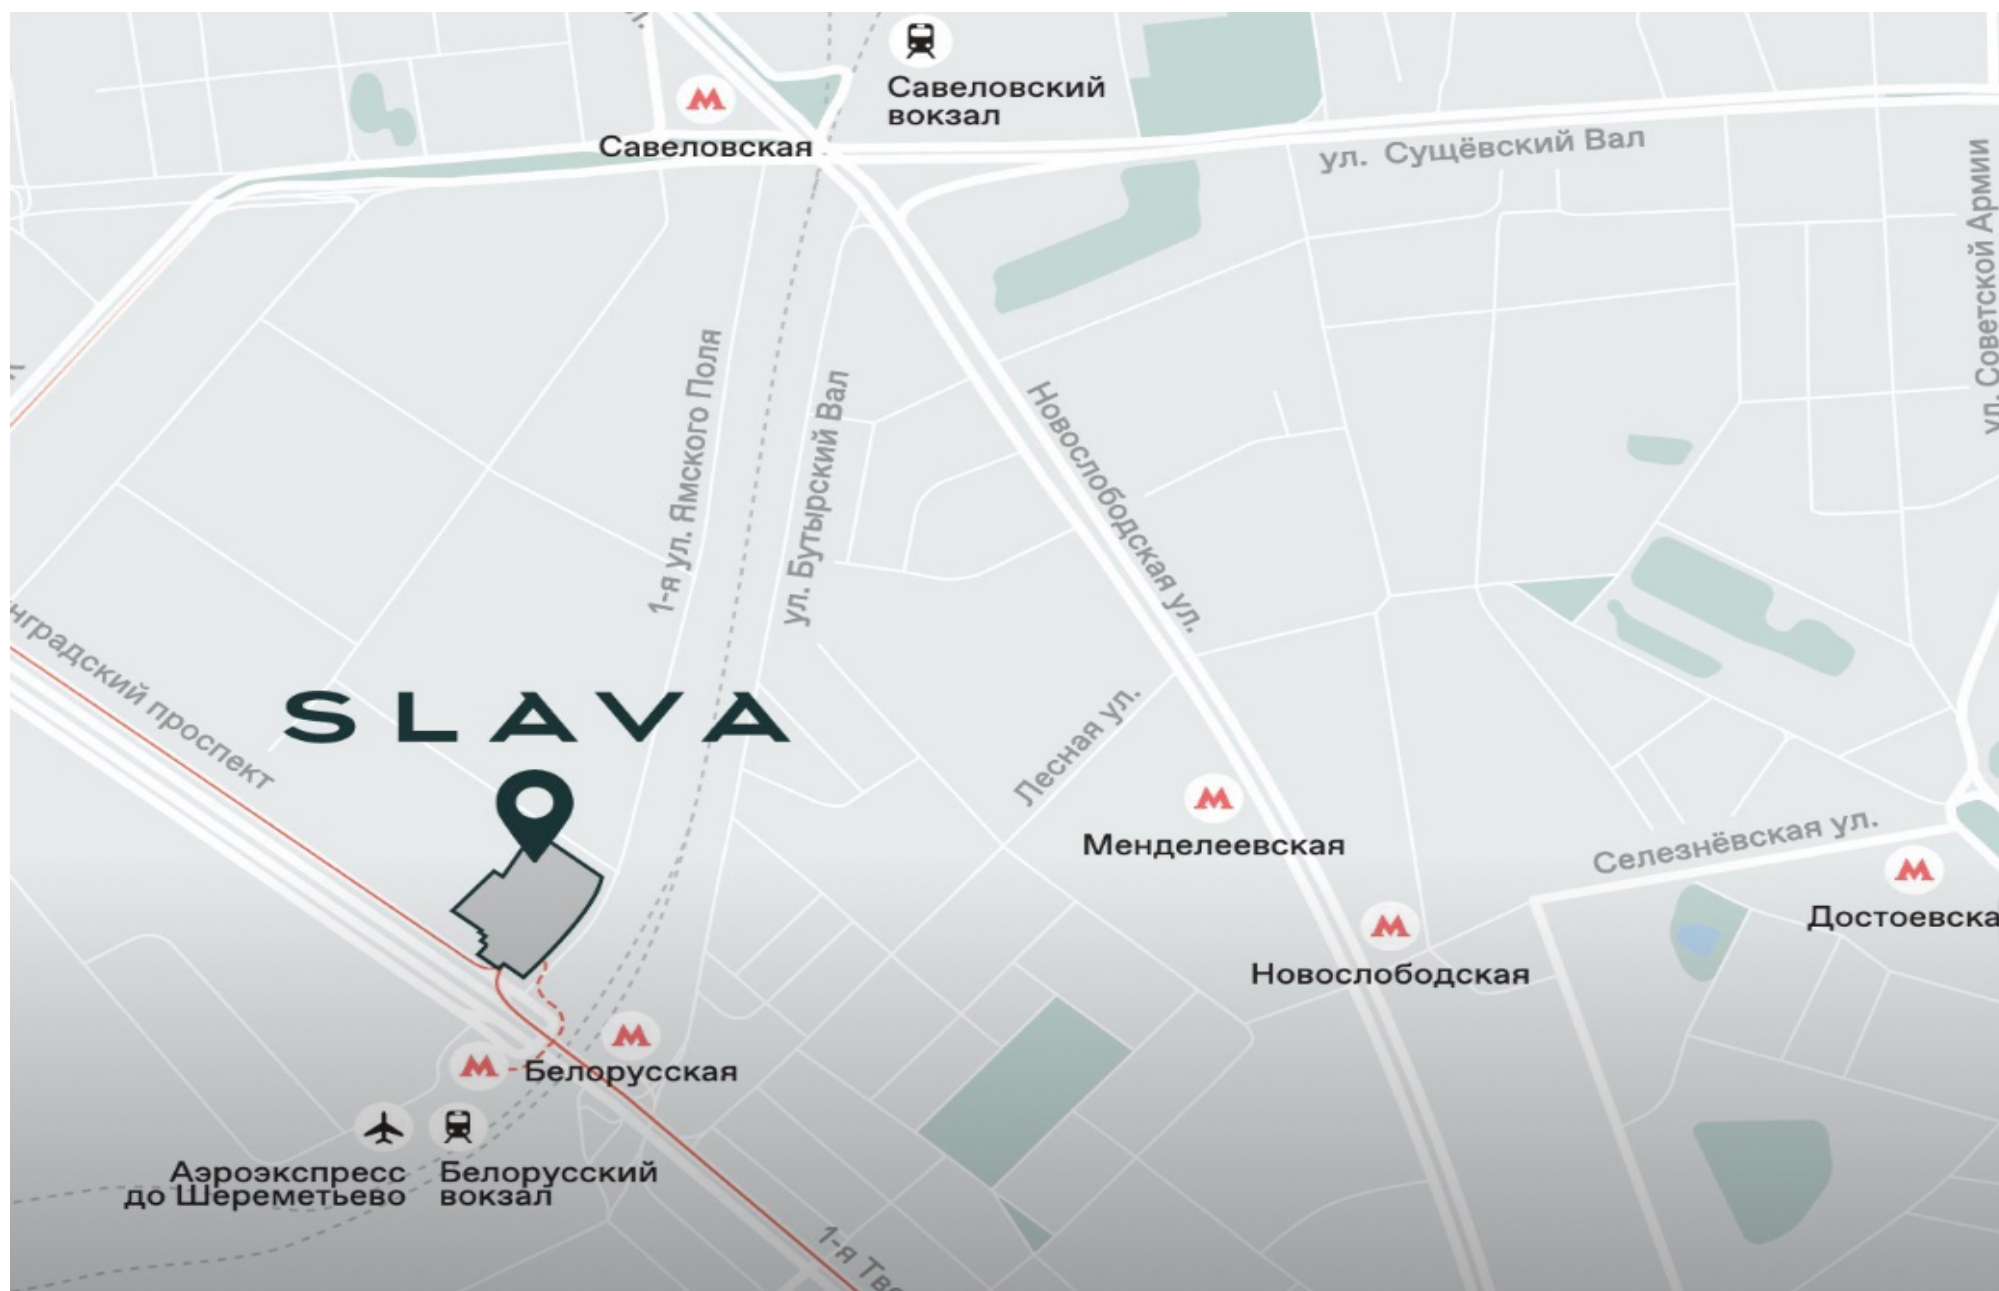 Савеловский
вокзал
Савеловская
ул. Сущёвский Вал
ул. Советской Армии
1-я ул. Ямского Поля
ул. Бутырский Вал
Новослободская ул.
нградский проспект
SLAVA
Лесная ул.
Менделеевская
Селезнёвская ул.
Достоевска
Новослободская
Белорусская
Аэроэкспресс
до Шереметьево
Белорусский
вокзал
1-я Тве